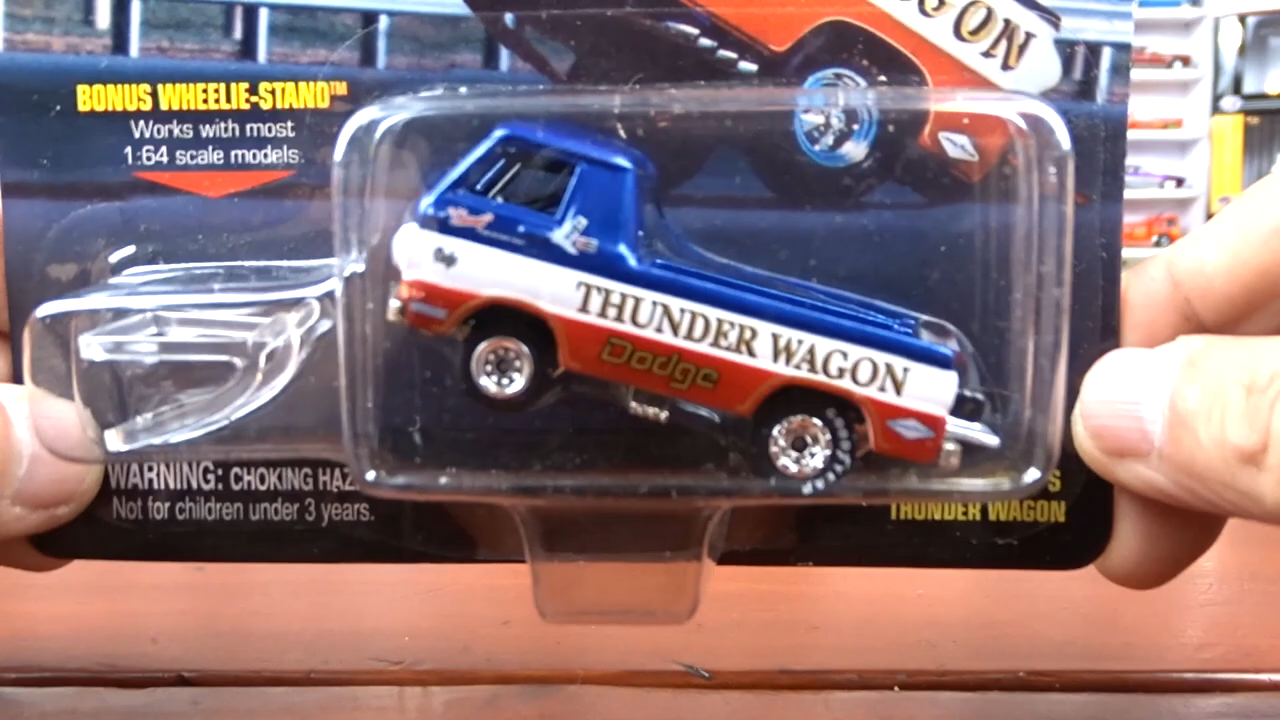 GON
BONUS WHEELIE-STAND™
Works with most
1:64 scale models.
THUNDER WAGON
Dodge
WARNING: CHOKING HAZ
Not for children under 3 years.
S
THUNDER WAGON